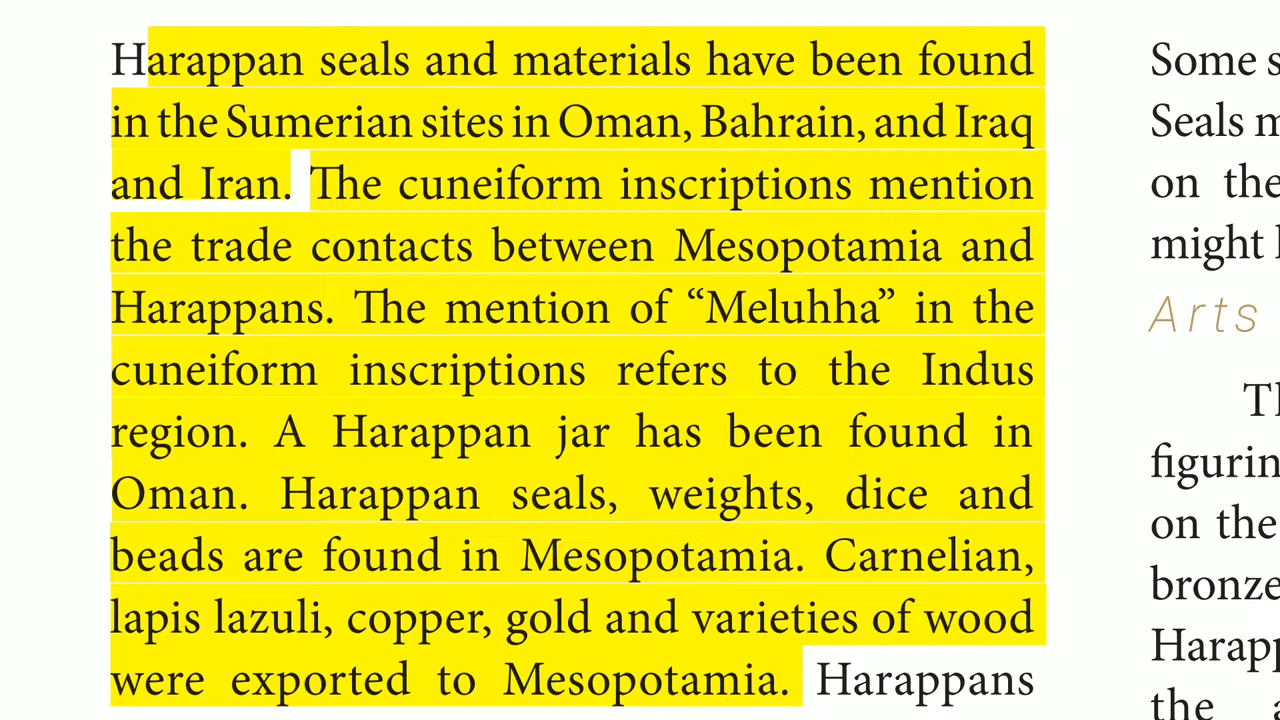 Harappan seals and materials have been found
in the Sumerian sites in Oman, Bahrain, and Iraq
and Iran. The cuneiform inscriptions mention
the trade contacts between Mesopotamia and
Harappans. The mention of “Meluhha” in the
cuneiform inscriptions refers to the Indus
region. A Harappan jar has been found in
Oman. Harappan seals, weights, dice and
beads are found in Mesopotamia. Carnelian,
lapis lazuli, copper, gold and varieties of wood
were exported to Mesopotamia. Harappans
Some
Seals
on the
might
Arts
on the
bronze
the